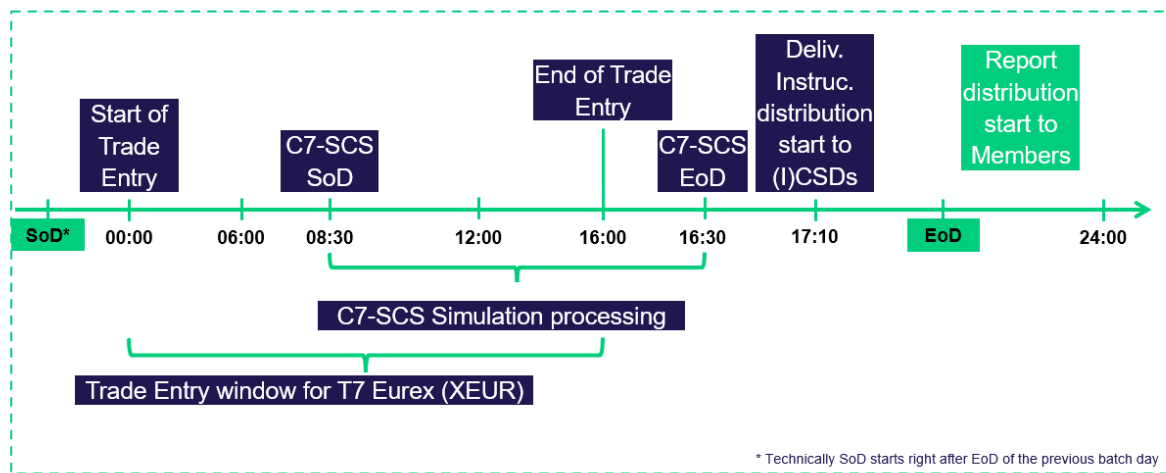 Start of
Trade
Entry
C7-SCS
SoD
End of Trade
Entry
C7-SCS
EoD
Deliv.
Instruc.
distribution
start to
(I)CSDs
Report
distribution
start to
Members
SoD*
00:00
06:00
08:30
12:00
16:00
16:30
17:10
EoD
24:00
C7-SCS Simulation processing
Trade Entry window for T7 Eurex (XEUR)
* Technically SoD starts right after EoD of the previous batch day